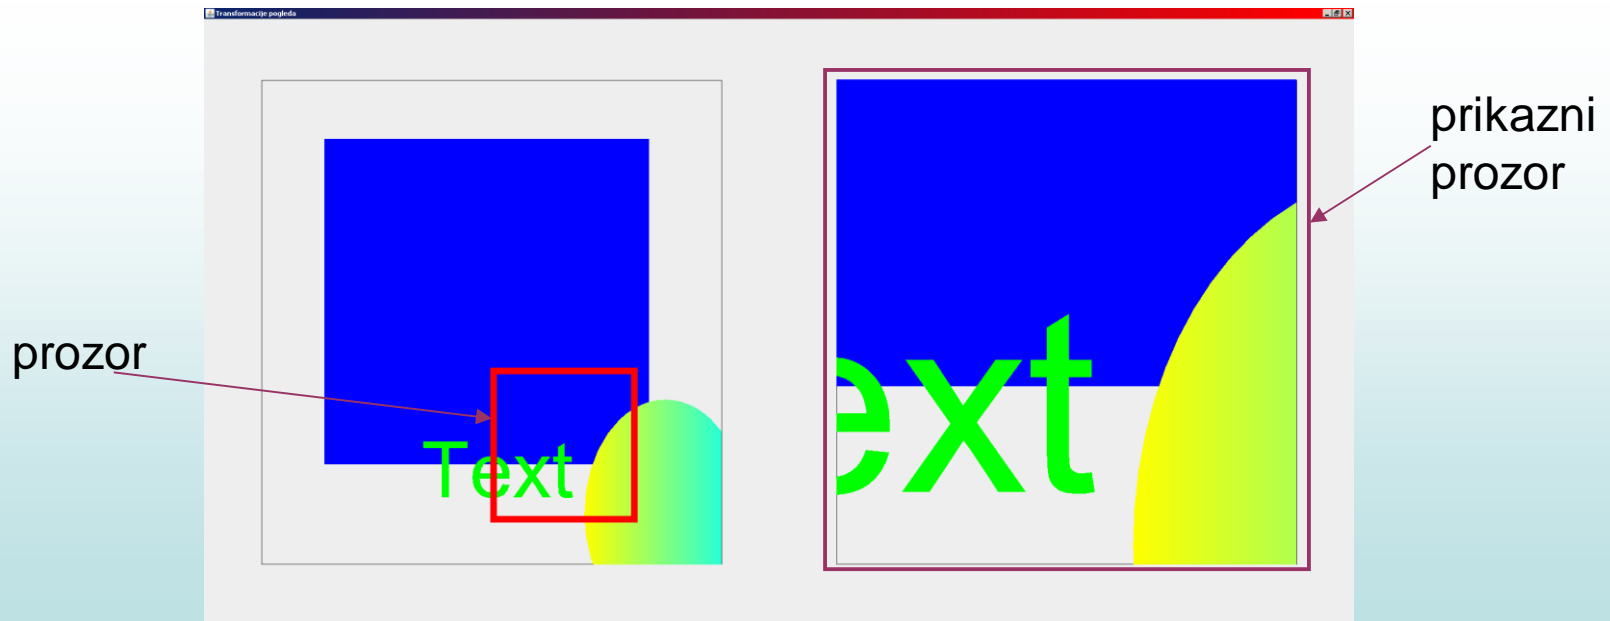 Transformacije pogleda
prikazni
prozor
prozor
Text
ext